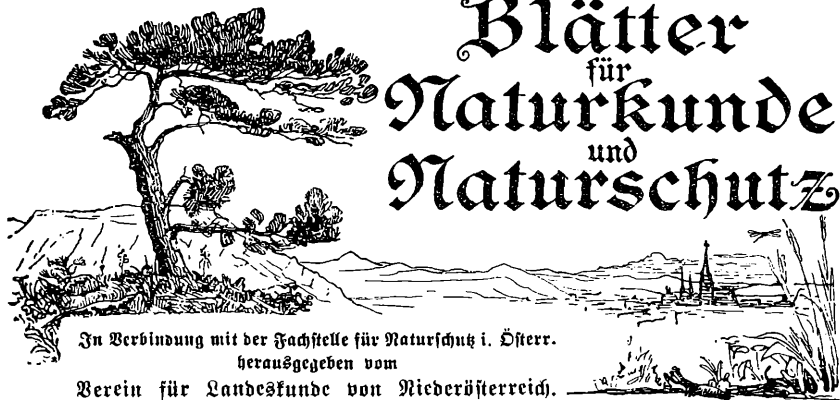 Blätter
für
Naturkunde
und
Naturschutz
In Verbindung mit der Fachstelle für Naturschutz i. Österr.
herausgegeben vom
Verein für Landeskunde von Niederösterreich.